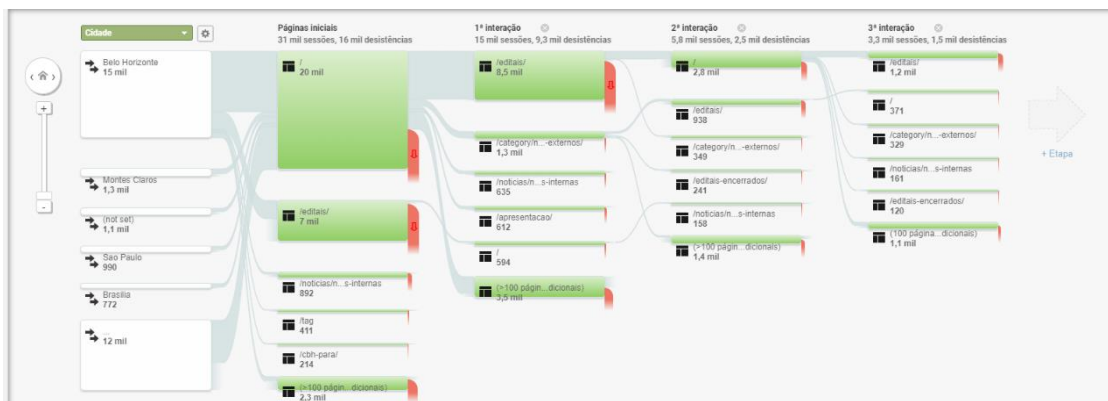 Cidade
Belo Horizonte
15 mil
Montes Claros
1,3 mil
(not set)
1,1 mil
Sao Paulo
990
Brasilia
772
...
12 mil
Páginas iniciais
31 mil sessões, 16 mil desistências
/
20 mil
/editais/
7 mil
/noticias/n...s-internas
892
/tag
411
/cbh-para/
214
(>100 págin...dicionais)
2,3 mil
1ª interação
15 mil sessões, 9,3 mil desistências
/editais/
8,5 mil
/category/n...-externos/
1,3 mil
/noticias/n...s-internas
635
/apresentacao/
612
/
594
(>100 págin...dicionais)
3,5 mil
2ª interação
5,8 mil sessões, 2,5 mil desistências
/
2,8 mil
/editais/
938
/category/n...-externos/
349
/editais-encerrados/
241
/noticias/n...s-internas
158
(>100 págin...dicionais)
1,4 mil
3ª interação
3,3 mil sessões, 1,5 mil desistências
/editais/
1,2 mil
/
371
/category/n...-externos/
329
/noticias/n...s-internas
161
/editais-encerrados/
120
(100 página...dicionais)
1,1 mil
+ Etapa